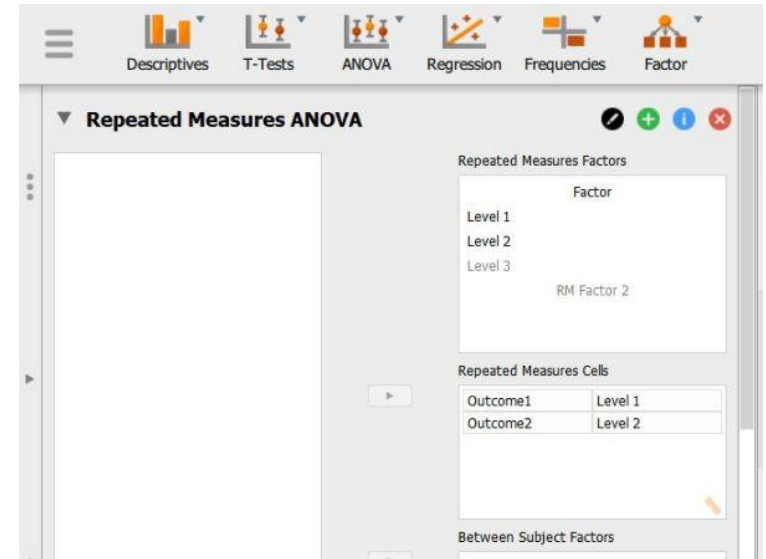 Descriptives T-Tests ANOVA Regression Frequencies Factor
Repeated Measures ANOVA
Repeated Measures Factors
Factor
Level 1
Level 2
Level 3
RM Factor 2
Repeated Measures Cells
Outcome1 Level 1
Outcome2 Level 2
Between Subject Factors